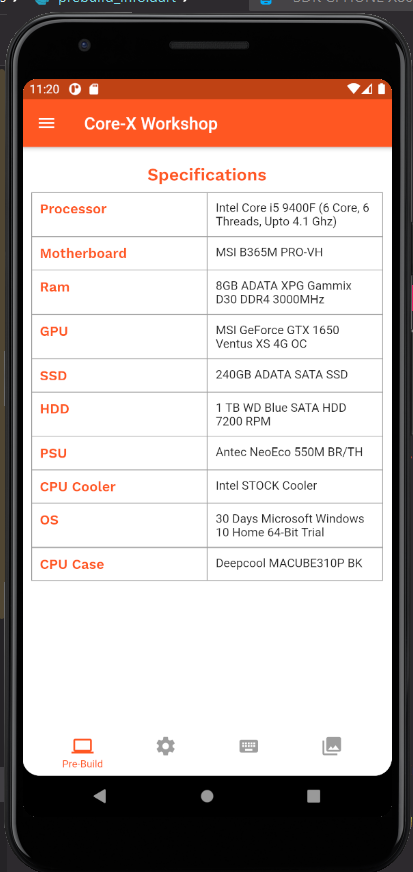 prebuild_info.dart
11:20
Core-X Workshop
Specifications
Processor
Intel Core i5 9400F (6 Core, 6
Threads, Upto 4.1 Ghz)
Motherboard
MSI B365M PRO-VH
Ram
8GB ADATA XPG Gammix
D30 DDR4 3000MHz
GPU
MSI GeForce GTX 1650
Ventus XS 4G OC
SSD
240GB ADATA SATA SSD
HDD
1 TB WD Blue SATA HDD
7200 RPM
PSU
Antec NeoEco 550M BR/TH
CPU Cooler
Intel STOCK Cooler
OS
30 Days Microsoft Windows
10 Home 64-Bit Trial
CPU Case
Deepcool MACUBE310P BK
Pre-Build